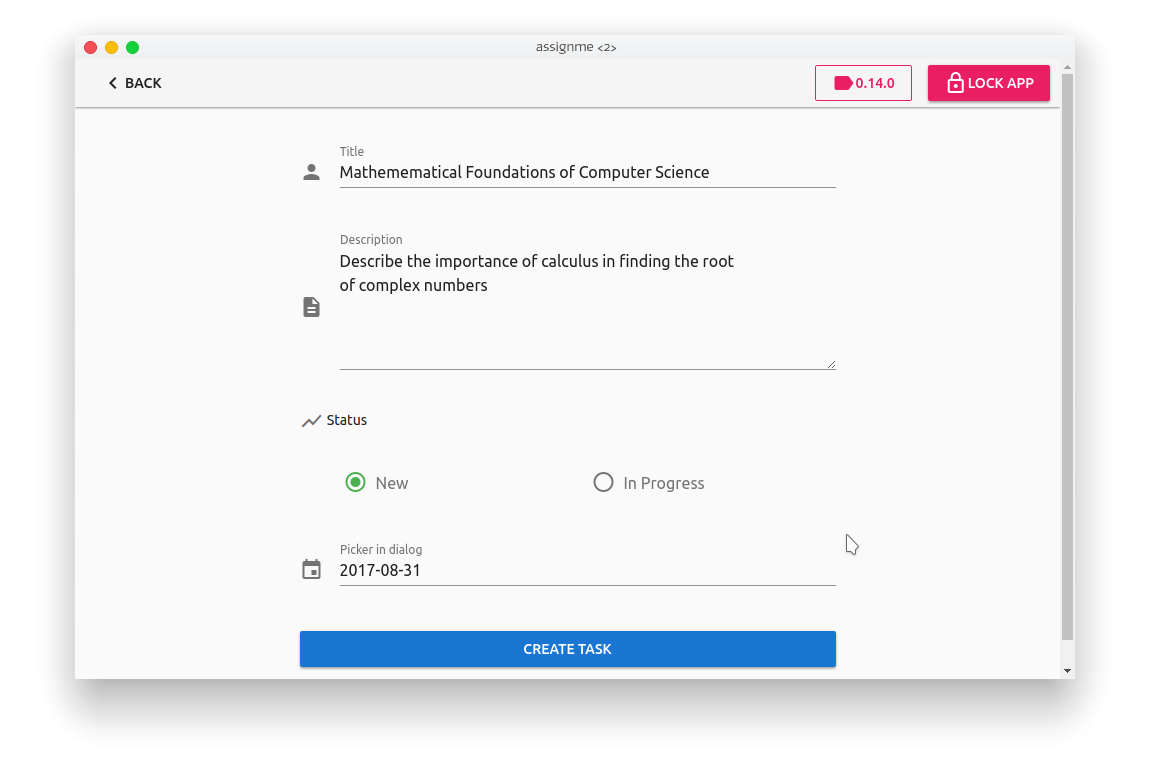 assignme <2>
BACK
0.14.0
LOCK APP
Title
Mathemematical Foundations of Computer Science
Description
Describe the importance of calculus in finding the root
of complex numbers
Status
New
In Progress
Picker in dialog
2017-08-31
CREATE TASK